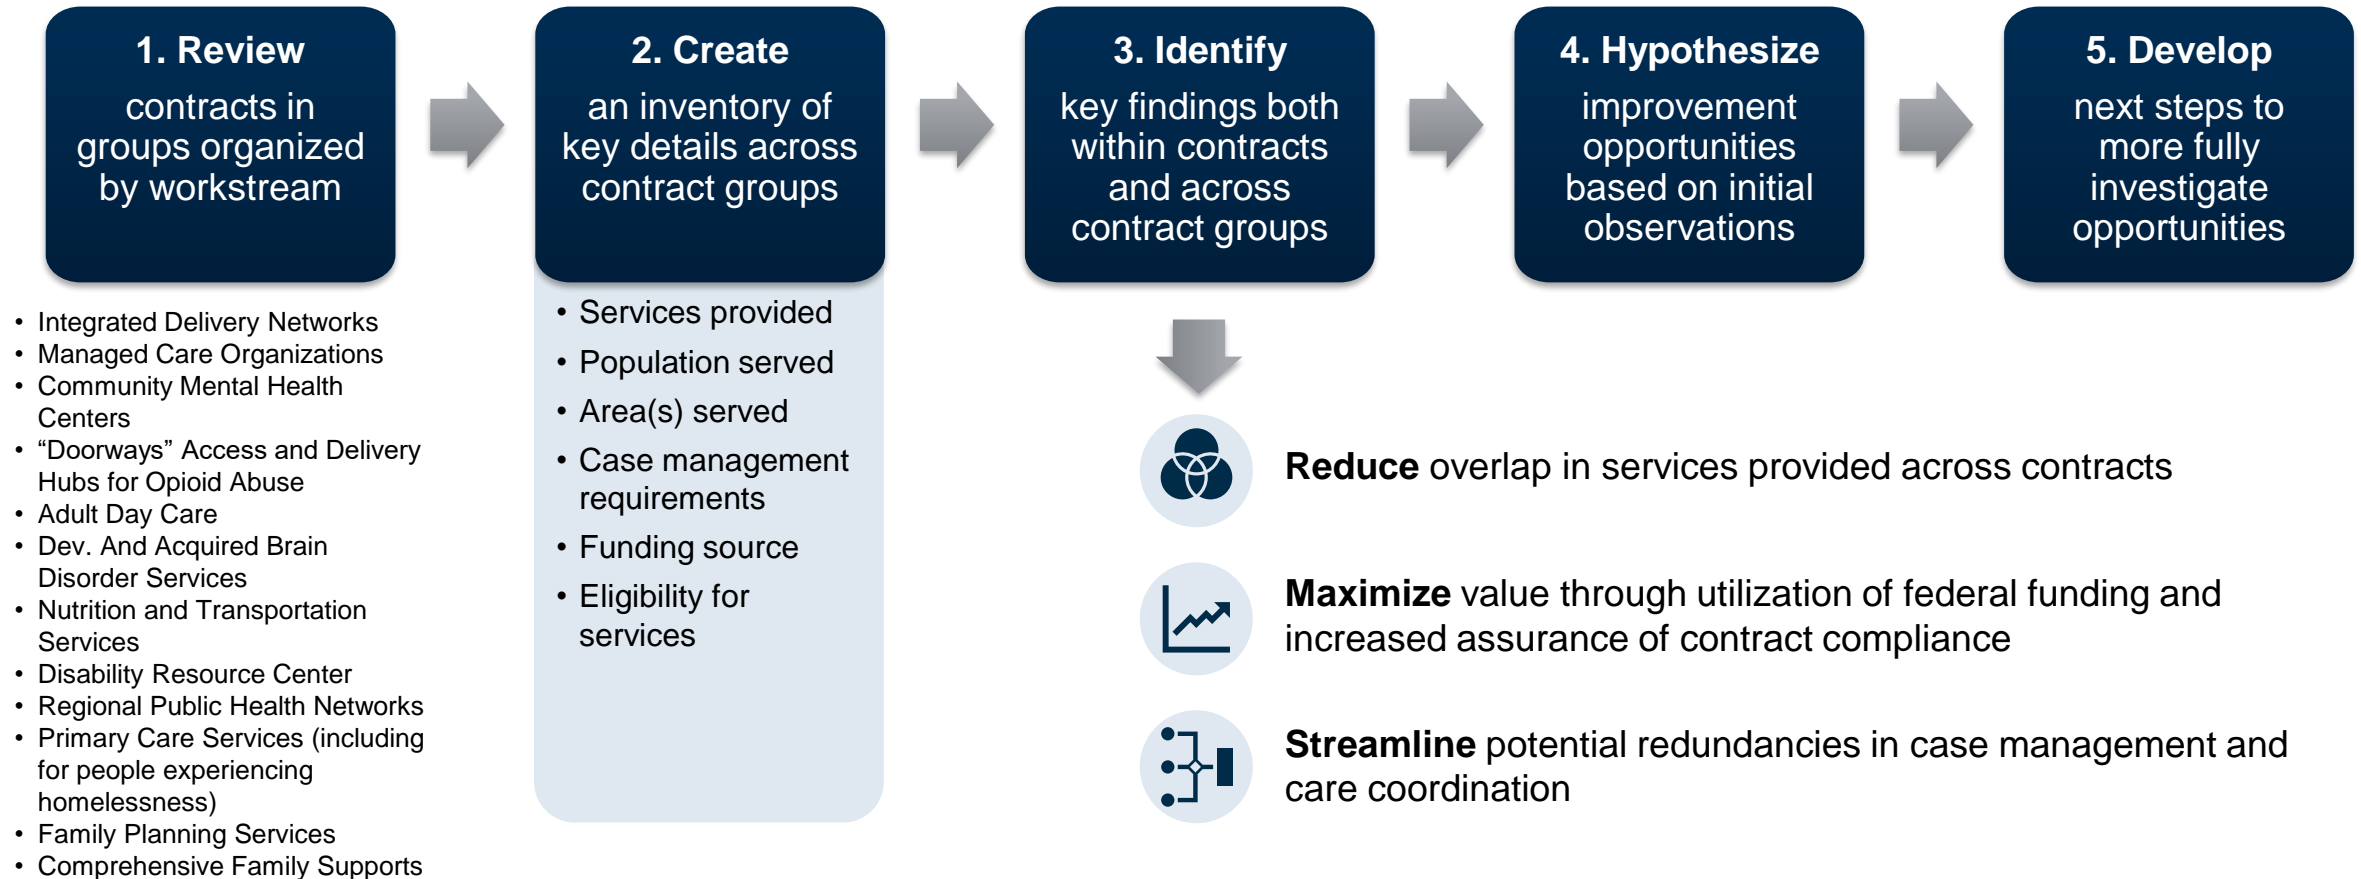 1. Review
contracts in
groups organized
by workstream
2. Create
an inventory of
key details across
contract groups
3. Identify
key findings both
within contracts
and across
contract groups
4. Hypothesize
improvement
opportunities
based on initial
observations
5. Develop
next steps to
more fully
investigate
opportunities
• Integrated Delivery Networks
• Managed Care Organizations
• Community Mental Health
Centers
• “Doorways” Access and Delivery
Hubs for Opioid Abuse
• Adult Day Care
• Dev. And Acquired Brain
Disorder Services
• Nutrition and Transportation
Services
• Disability Resource Center
• Regional Public Health Networks
• Primary Care Services (including
for people experiencing
homelessness)
• Family Planning Services
• Comprehensive Family Supports
• Services provided
• Population served
• Area(s) served
• Case management
requirements
• Funding source
• Eligibility for
services
Reduce overlap in services provided across contracts
Maximize value through utilization of federal funding and
increased assurance of contract compliance
Streamline potential redundancies in case management and
care coordination